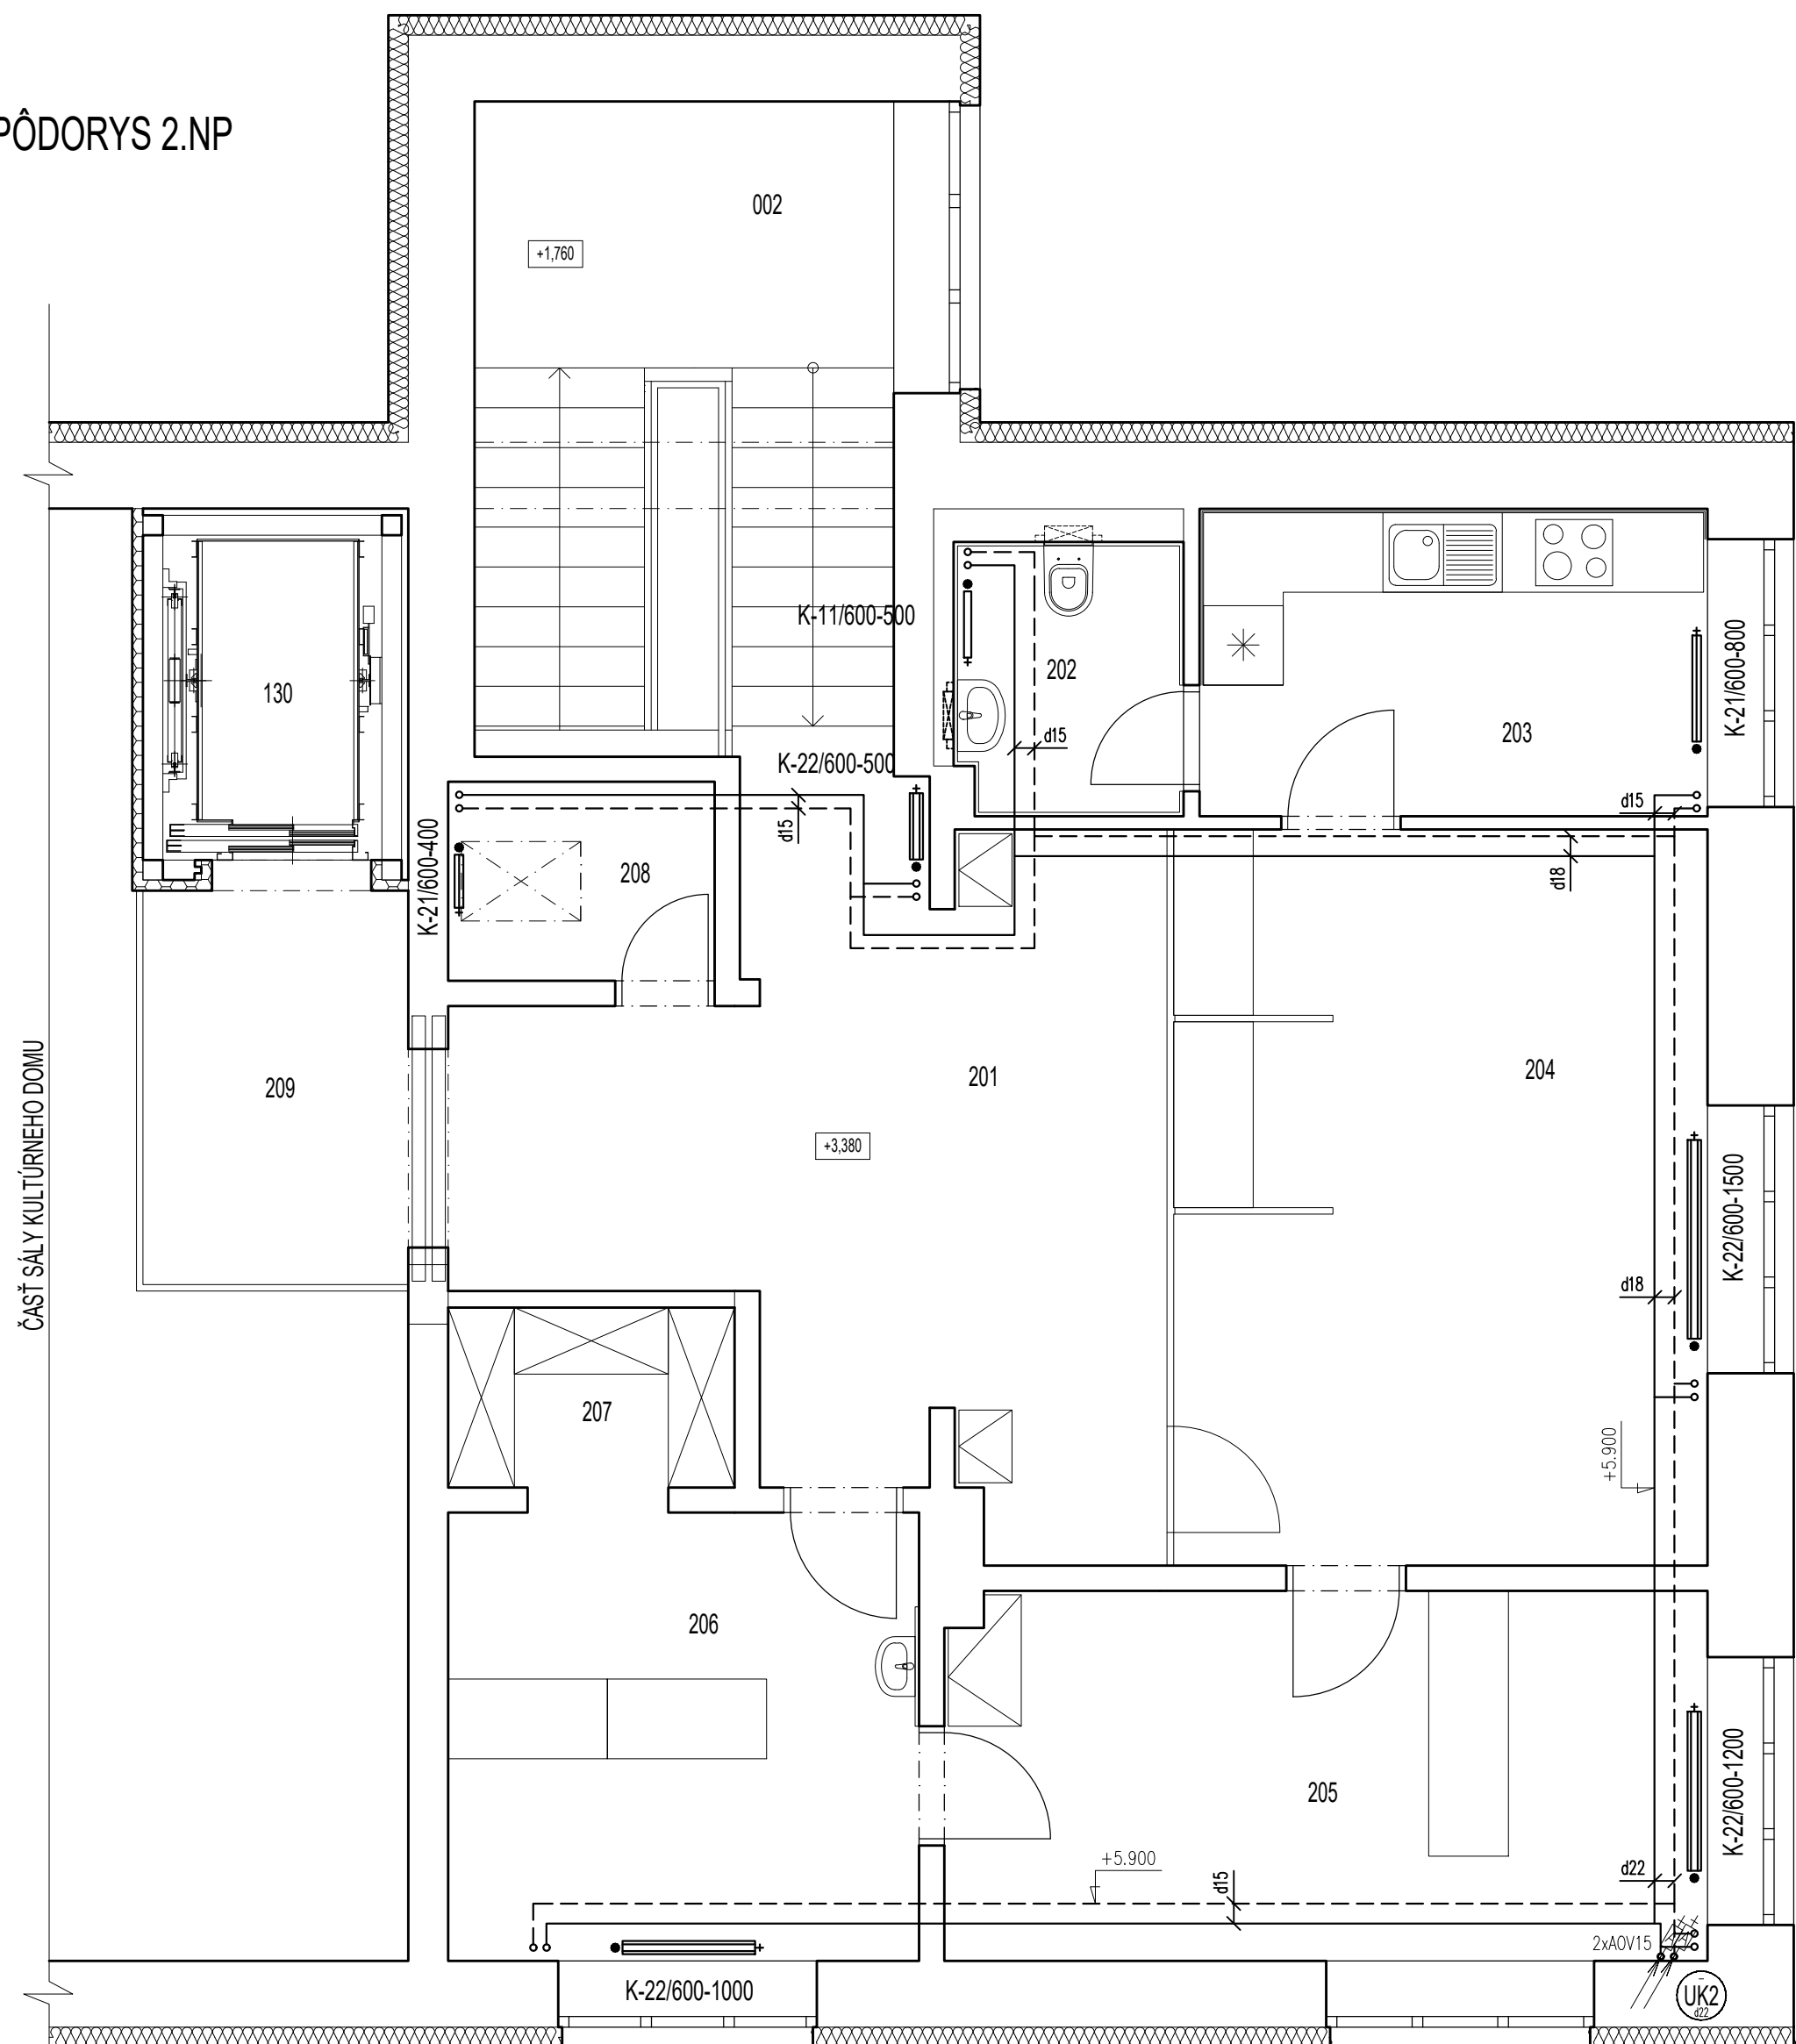 PÔDORYS 2.NP
002
+1,760
K-11/600-500
202
130
K-21/600-800
203
d15
K-22/600-500
d15
d15
d18
K-21/600-400
208
209
201
204
ČASŤ SÁLY KULTÚRNEHO DOMU
+3,380
K-22/600-1500
d18
207
+5.900
206
205
K-22/600-1200
+5.900
d15
d22
2xAOV15
K-22/600-1000
UK2
d22